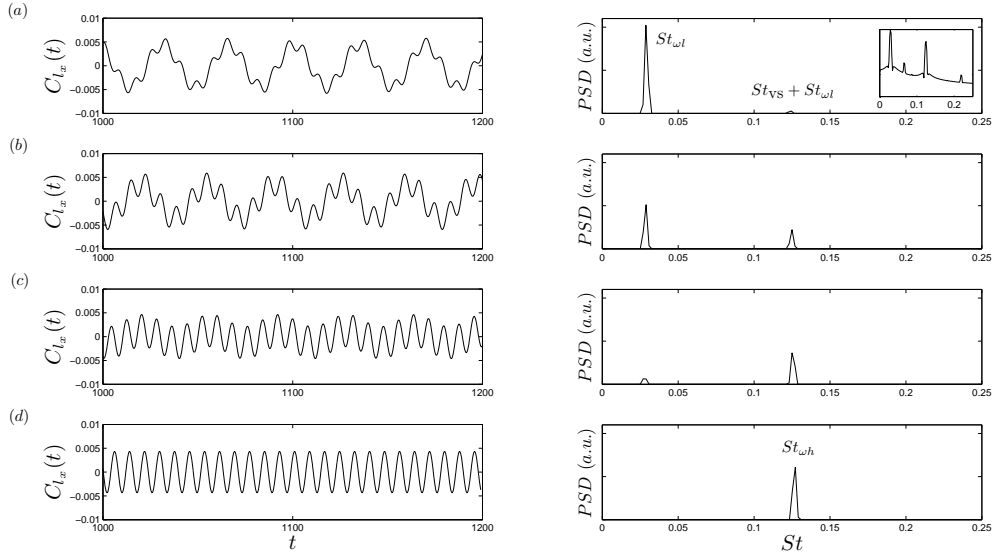 (a)
0.01
0.005
0
−0.005
−0.01
C_{l_x}(t)
1000 1100 1200
PSD (a.u.)
St_{ωl}
St_{VS} + St_{ωl}
0 0.1 0.2
0 0.05 0.1 0.15 0.2 0.25
(b)
0.01
0.005
0
−0.005
−0.01
C_{l_x}(t)
1000 1100 1200
PSD (a.u.)
0 0.05 0.1 0.15 0.2 0.25
(c)
0.01
0.005
0
−0.005
−0.01
C_{l_x}(t)
1000 1100 1200
PSD (a.u.)
0 0.05 0.1 0.15 0.2 0.25
(d)
0.01
0.005
0
−0.005
−0.01
C_{l_x}(t)
1000 1100 1200
t
PSD (a.u.)
St_{ωh}
0 0.05 0.1 0.15 0.2 0.25
St